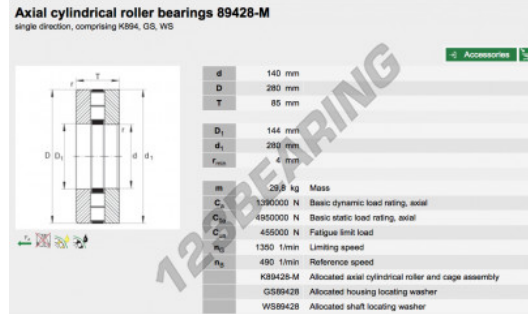 Axial cylindrical roller bearings 89428-M
single direction, comprising K894, GS, WS
Accessories
d 140 mm
D 280 mm
T 85 mm
D1 144 mm
d1 280 mm
rmin 4 mm
m 29,8 kg Mass
Ca 1390000 N Basic dynamic load rating, axial
C0a 4950000 N Basic static load rating, axial
Cua 455000 N Fatigue limit load
nG 1350 1/min Limiting speed
nB 490 1/min Reference speed
K89428-M Allocated axial cylindrical roller and cage assembly
GS89428 Allocated housing locating washer
WS89428 Allocated shaft locating washer
T
r
r
D D1 d d1
123BEARING